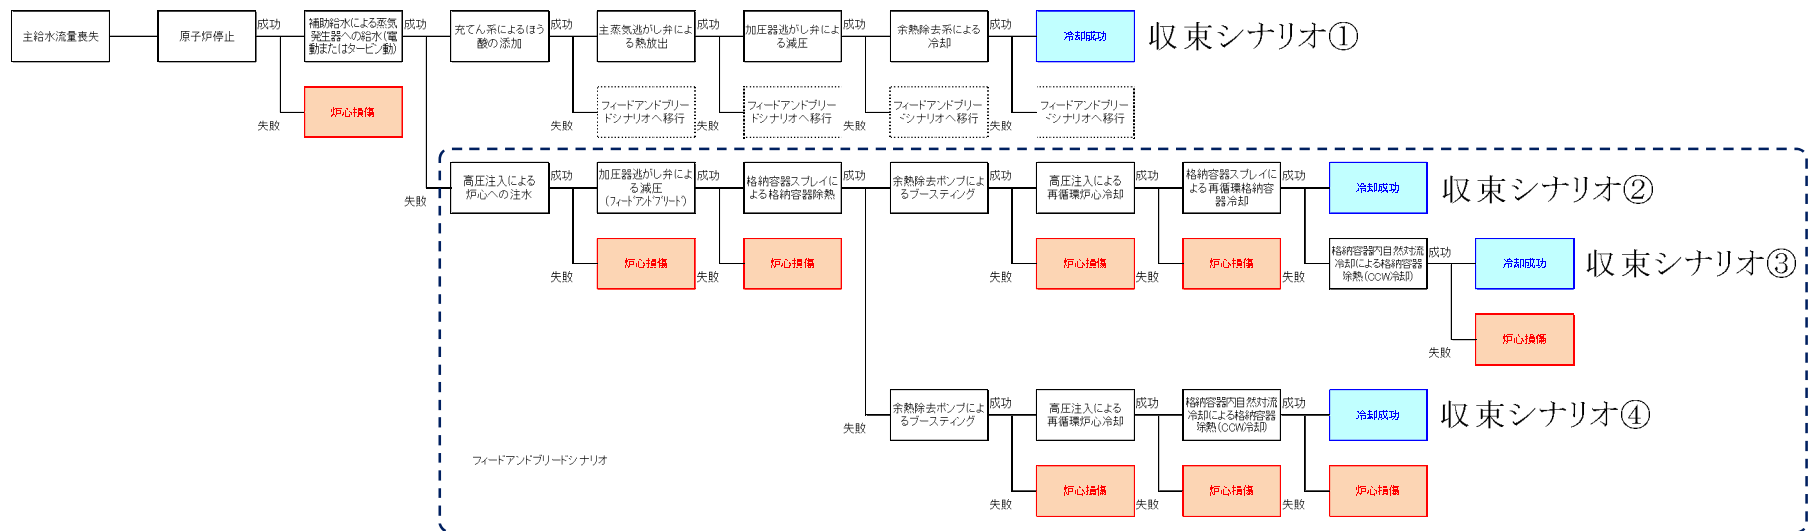 主給水流量喪失
原子炉停止
成功
補助給水による蒸気
発生器への給水(電
動またはタービン動)
成功
充てん系によるほう
酸の添加
成功
主蒸気逃がし弁によ
る熱放出
成功
加圧器逃がし弁によ
る減圧
成功
余熱除去系による
冷却
成功
冷却成功
収束シナリオ①
失敗
炉心損傷
失敗
フィードアンドブリー
ドシナリオへ移行
失敗
フィードアンドブリー
ドシナリオへ移行
失敗
フィードアンドブリー
ドシナリオへ移行
失敗
フィードアンドブリー
ドシナリオへ移行
失敗
高圧注入による
炉心への注水
成功
加圧器逃がし弁によ
る減圧
(フィードアンドブリード)
成功
格納容器スプレイに
よる格納容器除熱
成功
余熱除去ポンプによ
るブースティング
成功
高圧注入による
再循環炉心冷却
成功
格納容器スプレイに
よる再循環格納容
器冷却
成功
冷却成功
収束シナリオ②
失敗
炉心損傷
失敗
炉心損傷
失敗
炉心損傷
失敗
炉心損傷
失敗
格納容器内自然対流
冷却による格納容器
除熱(CCW冷却)
成功
冷却成功
収束シナリオ③
失敗
炉心損傷
失敗
余熱除去ポンプによ
るブースティング
成功
高圧注入による
再循環炉心冷却
成功
格納容器内自然対流
冷却による格納容器
除熱(CCW冷却)
成功
冷却成功
収束シナリオ④
フィードアンドブリードシナリオ
失敗
炉心損傷
失敗
炉心損傷
失敗
炉心損傷